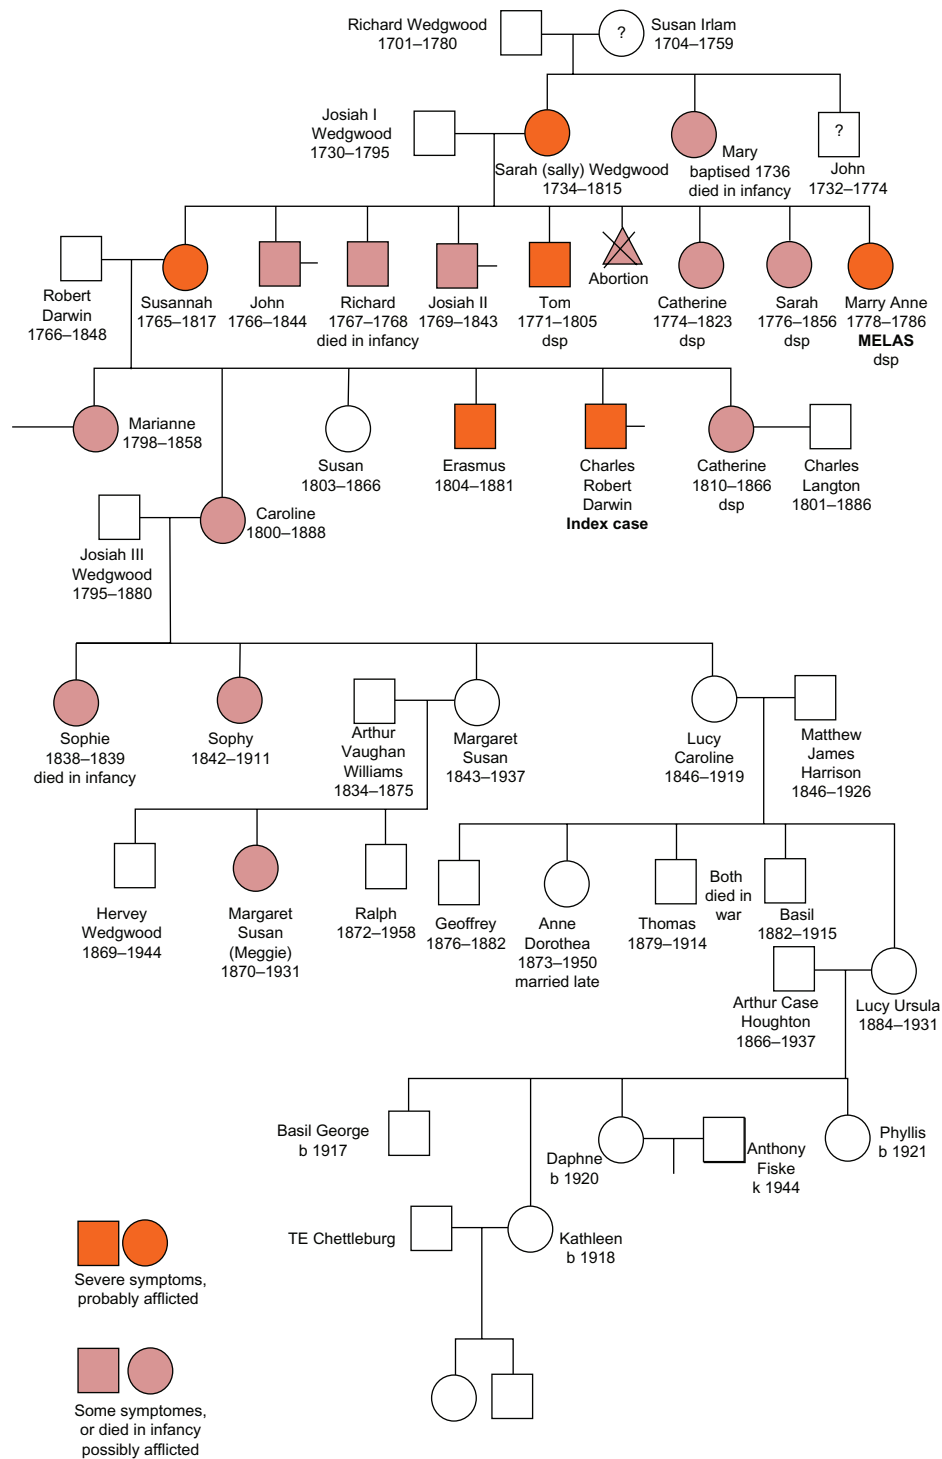 Richard Wedgwood
1701–1780
?
Susan Irlam
1704–1759
Josiah I
Wedgwood
1730–1795
Sarah (sally) Wedgwood
1734–1815
Mary
baptised 1736
died in infancy
?
John
1732–1774
Robert
Darwin
1766–1848
Susannah
1765–1817
John
1766–1844
Richard
1767–1768
died in infancy
Josiah II
1769–1843
Tom
1771–1805
dsp
Abortion
Catherine
1774–1823
dsp
Sarah
1776–1856
dsp
Marry Anne
1778–1786
MELAS
dsp
Marianne
1798–1858
Susan
1803–1866
Erasmus
1804–1881
Charles
Robert
Darwin
Index case
Catherine
1810–1866
dsp
Charles
Langton
1801–1886
Josiah III
Wedgwood
1795–1880
Caroline
1800–1888
Sophie
1838–1839
died in infancy
Sophy
1842–1911
Arthur
Vaughan
Williams
1834–1875
Margaret
Susan
1843–1937
Lucy
Caroline
1846–1919
Matthew
James
Harrison
1846–1926
Hervey
Wedgwood
1869–1944
Margaret
Susan
(Meggie)
1870–1931
Ralph
1872–1958
Geoffrey
1876–1882
Anne
Dorothea
1873–1950
married late
Thomas
1879–1914
Both
died in
war
Basil
1882–1915
Arthur Case
Houghton
1866–1937
Lucy Ursula
1884–1931
Basil George
b 1917
Daphne
b 1920
Anthony
Fiske
k 1944
Phyllis
b 1921
TE Chettleburg
Kathleen
b 1918
Severe symptoms,
probably afflicted
Some symptomes,
or died in infancy
possibly afflicted